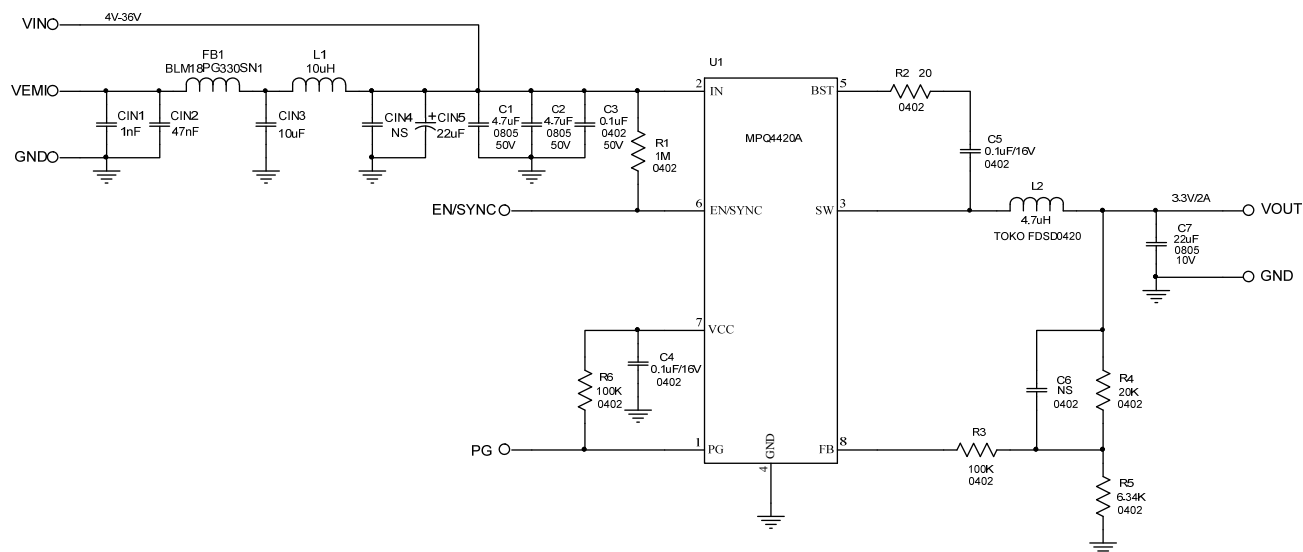 VIN
4V-36V
FB1
BLM18PG330SN1
L1
10uH
VEMI
CIN1
1nF
CIN2
47nF
CIN3
10uF
CIN4
NS
+
CIN5
22uF
C1
4.7uF
0805
50V
C2
4.7uF
0805
50V
C3
0.1uF
0402
50V
GND
R1
1M
0402
EN/SYNC
U1
MPQ4420A
2
IN
BST
5
6
EN/SYNC
SW
3
7
VCC
1
PG
FB
8
GND
4
R2 20
0402
C5
0.1uF/16V
0402
L2
4.7uH
TOKO FDSD0420
3.3V/2A
VOUT
C7
22uF
0805
10V
GND
C4
0.1uF/16V
0402
R6
100K
0402
PG
C6
NS
0402
R4
20K
0402
R3
100K
0402
R5
6.34K
0402